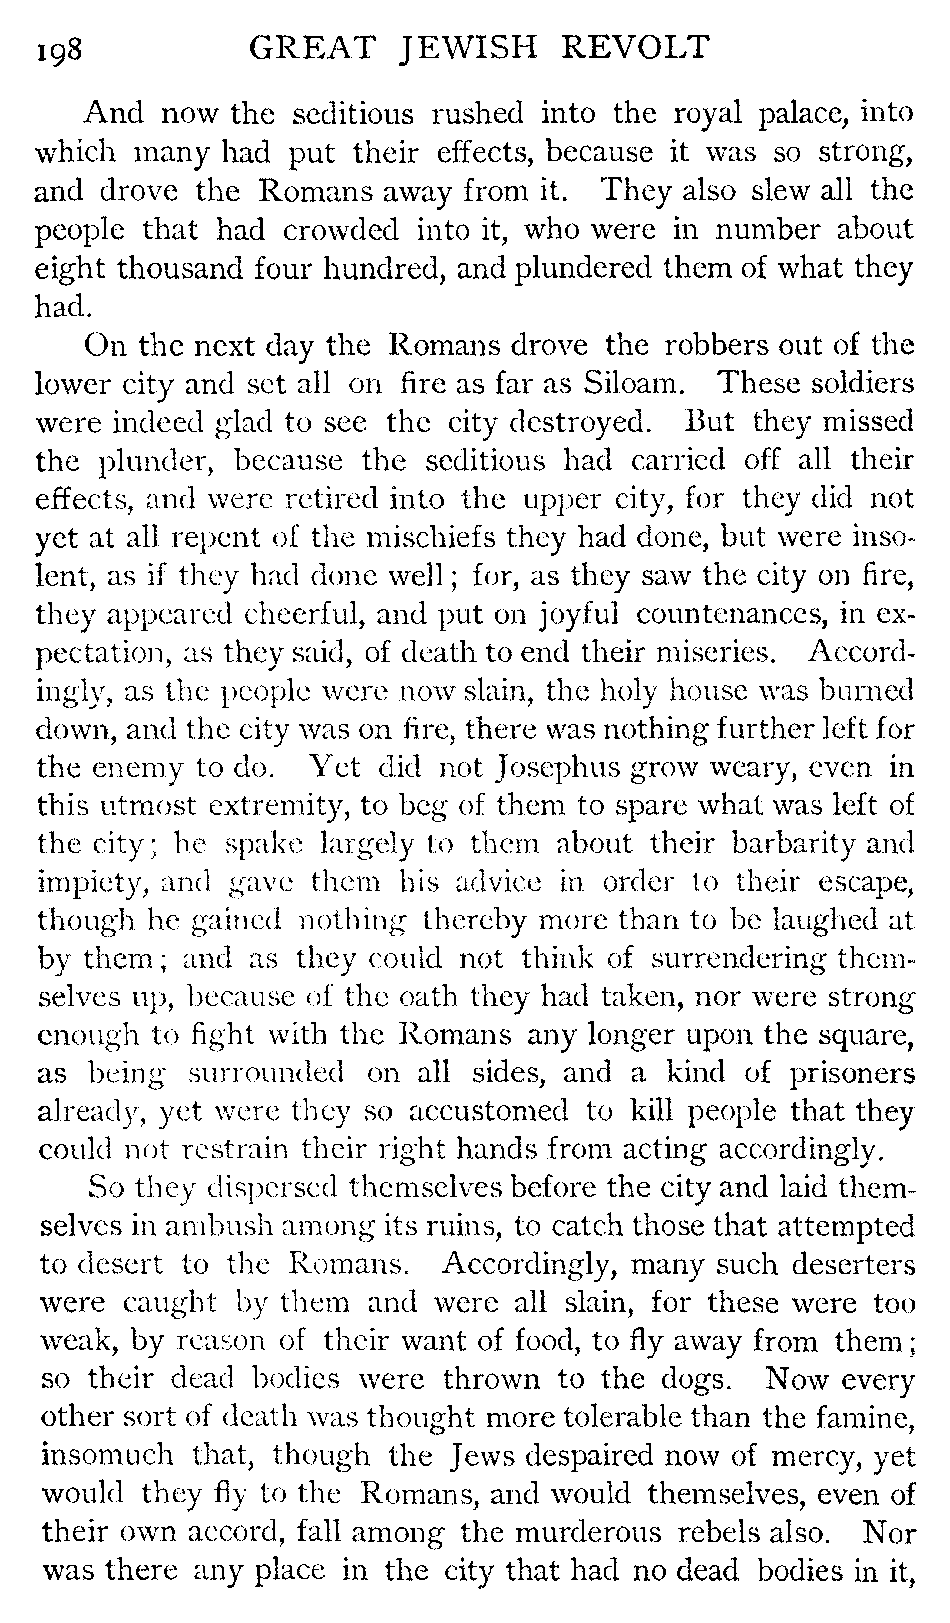 198 GREAT JEWISH REVOLT
And now the seditious rushed into the royal palace, into
which many had put their effects, because it was so strong,
and drove the Romans away from it. They also slew all the
people that had crowded into it, who were in number about
eight thousand four hundred, and plundered them of what they
had.
On the next day the Romans drove the robbers out of the
lower city and set all on fire as far as Siloam. These soldiers
were indeed glad to see the city destroyed. But they missed
the plunder, because the seditious had carried off all their
effects, and were retired into the upper city, for they did not
yet at all repent of the mischiefs they had done, but were inso-
lent, as if they had done well; for, as they saw the city on fire,
they appeared cheerful, and put on joyful countenances, in ex-
pectation, as they said, of death to end their miseries. Accord-
ingly, as the people were now slain, the holy house was burned
down, and the city was on fire, there was nothing further left for
the enemy to do. Yet did not Josephus grow weary, even in
this utmost extremity, to beg of them to spare what was left of
the city; he spake largely to them about their barbarity and
impiety, and gave them his advice in order to their escape,
though he gained nothing thereby more than to be laughed at
by them; and as they could not think of surrendering them-
selves up, because of the oath they had taken, nor were strong
enough to fight with the Romans any longer upon the square,
as being surrounded on all sides, and a kind of prisoners
already, yet were they so accustomed to kill people that they
could not restrain their right hands from acting accordingly.
So they dispersed themselves before the city and laid them-
selves in ambush among its ruins, to catch those that attempted
to desert to the Romans. Accordingly, many such deserters
were caught by them and were all slain, for these were too
weak, by reason of their want of food, to fly away from them;
so their dead bodies were thrown to the dogs. Now every
other sort of death was thought more tolerable than the famine,
insomuch that, though the Jews despaired now of mercy, yet
would they fly to the Romans, and would themselves, even of
their own accord, fall among the murderous rebels also. Nor
was there any place in the city that had no dead bodies in it,